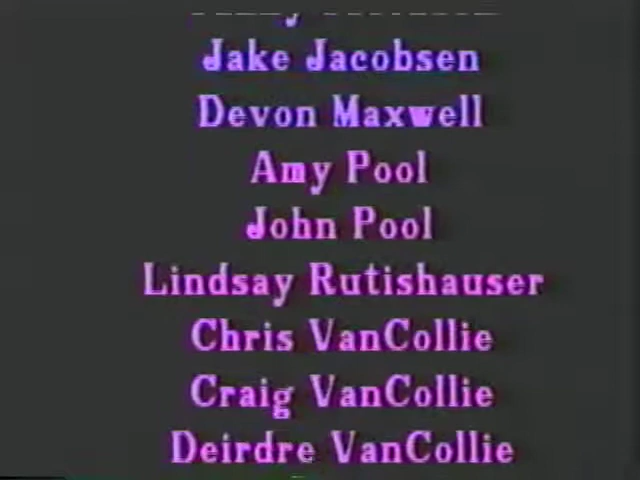 Jake Jacobsen
Devon Maxwell
Amy Pool
John Pool
Lindsay Rutishauser
Chris VanCollie
Craig VanCollie
Deirdre VanCollie